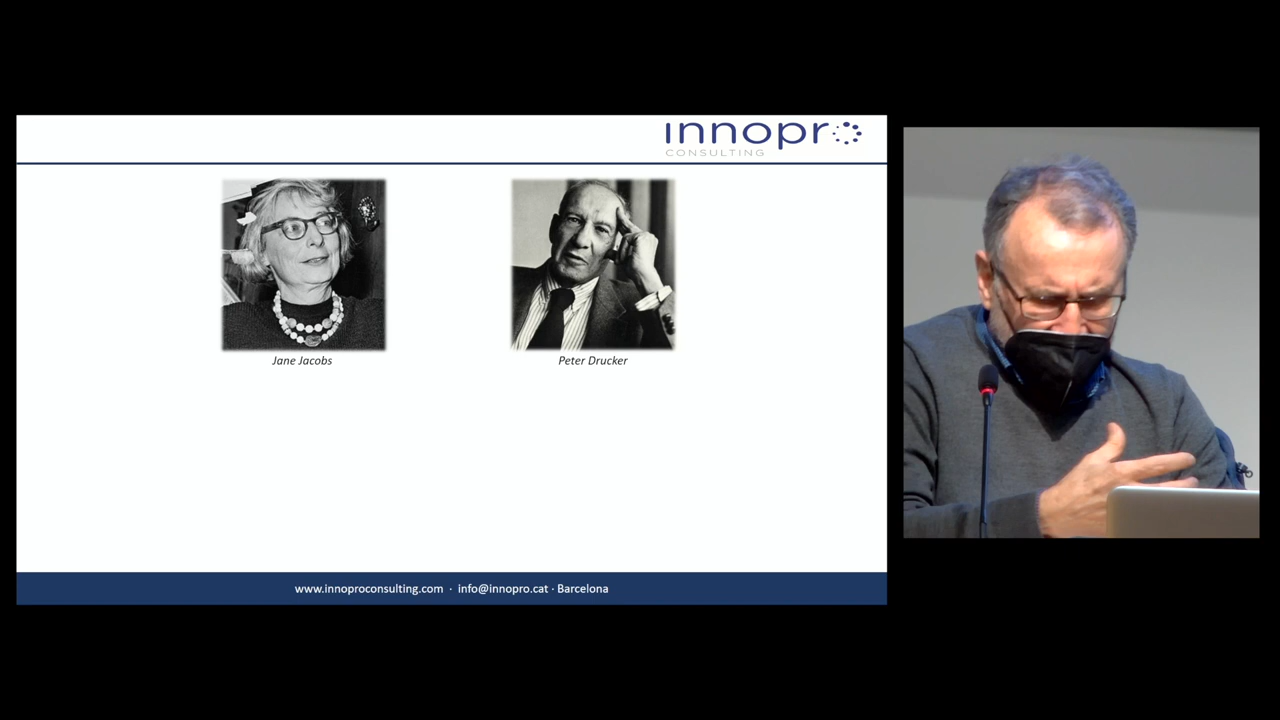 innopro
CONSULTING
Jane Jacobs
Peter Drucker
www.innoproconsulting.com · info@innopro.cat · Barcelona